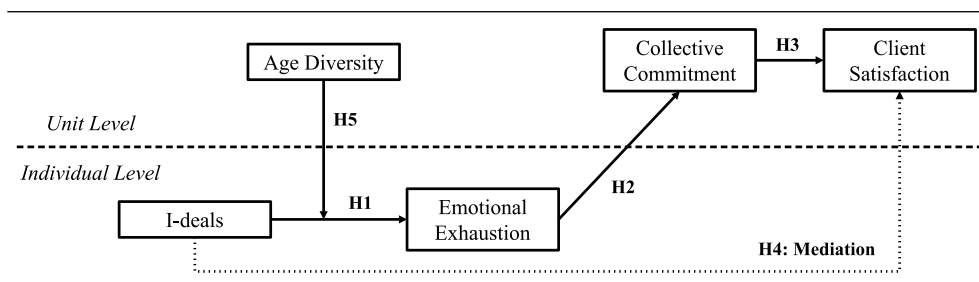 Collective
Commitment
H3
Client
Satisfaction
Age Diversity
H5
Unit Level
Individual Level
H2
I-deals
H1
Emotional
Exhaustion
H4: Mediation